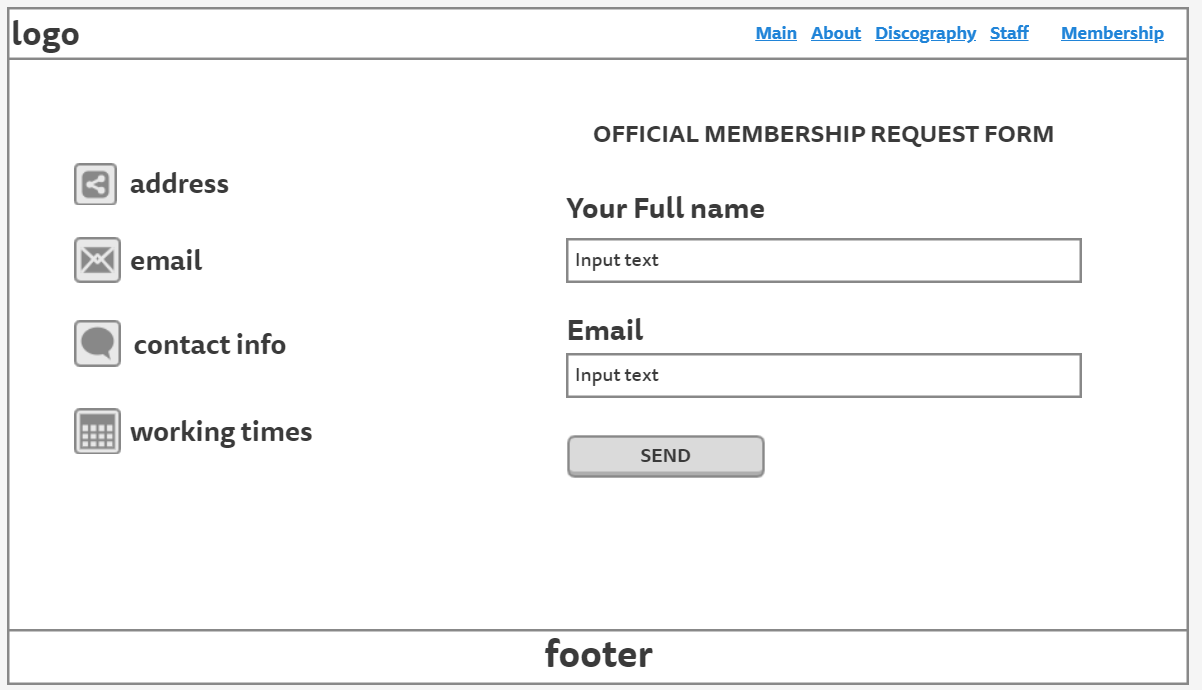 logo
Main About Discography Staff Membership
OFFICIAL MEMBERSHIP REQUEST FORM
address
email
contact info
working times
Your Full name
Input text
Email
Input text
SEND
footer